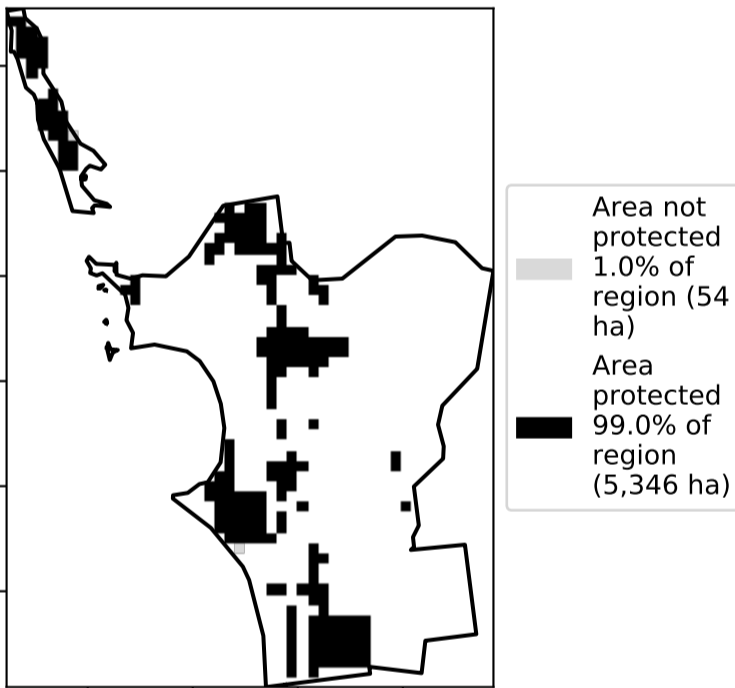 Area not
protected
1.0% of
region (54
ha)
Area
protected
99.0% of
region
(5,346 ha)